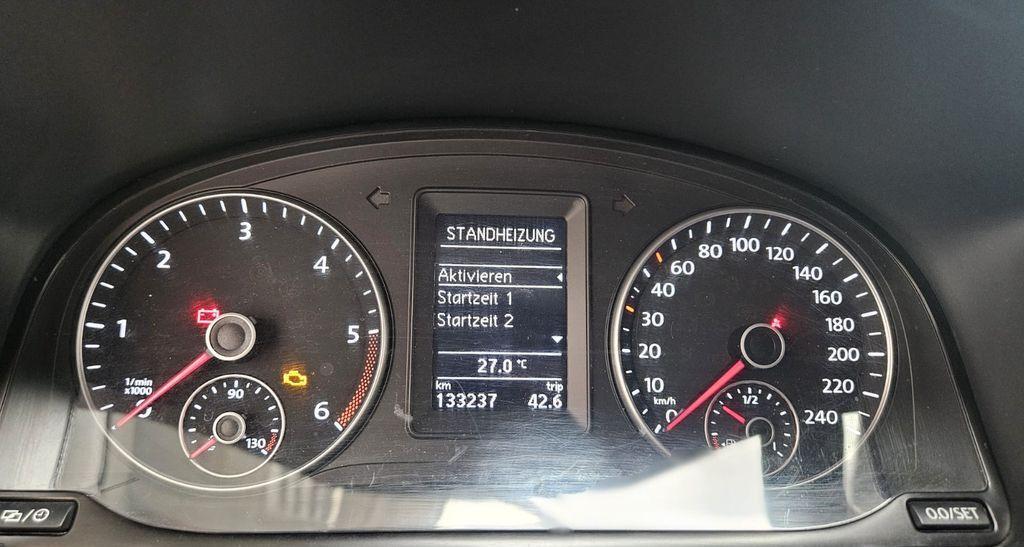 1/min
x1000
0
1
2
3
4
5
6
90
130
STANDHEIZUNG
Aktivieren
Startzeit 1
Startzeit 2
27.0 °C
km trip
133237 42.6
0
10
20
30
40
60
80
100
120
140
160
180
200
220
240
km/h
1/2
0.0/SET